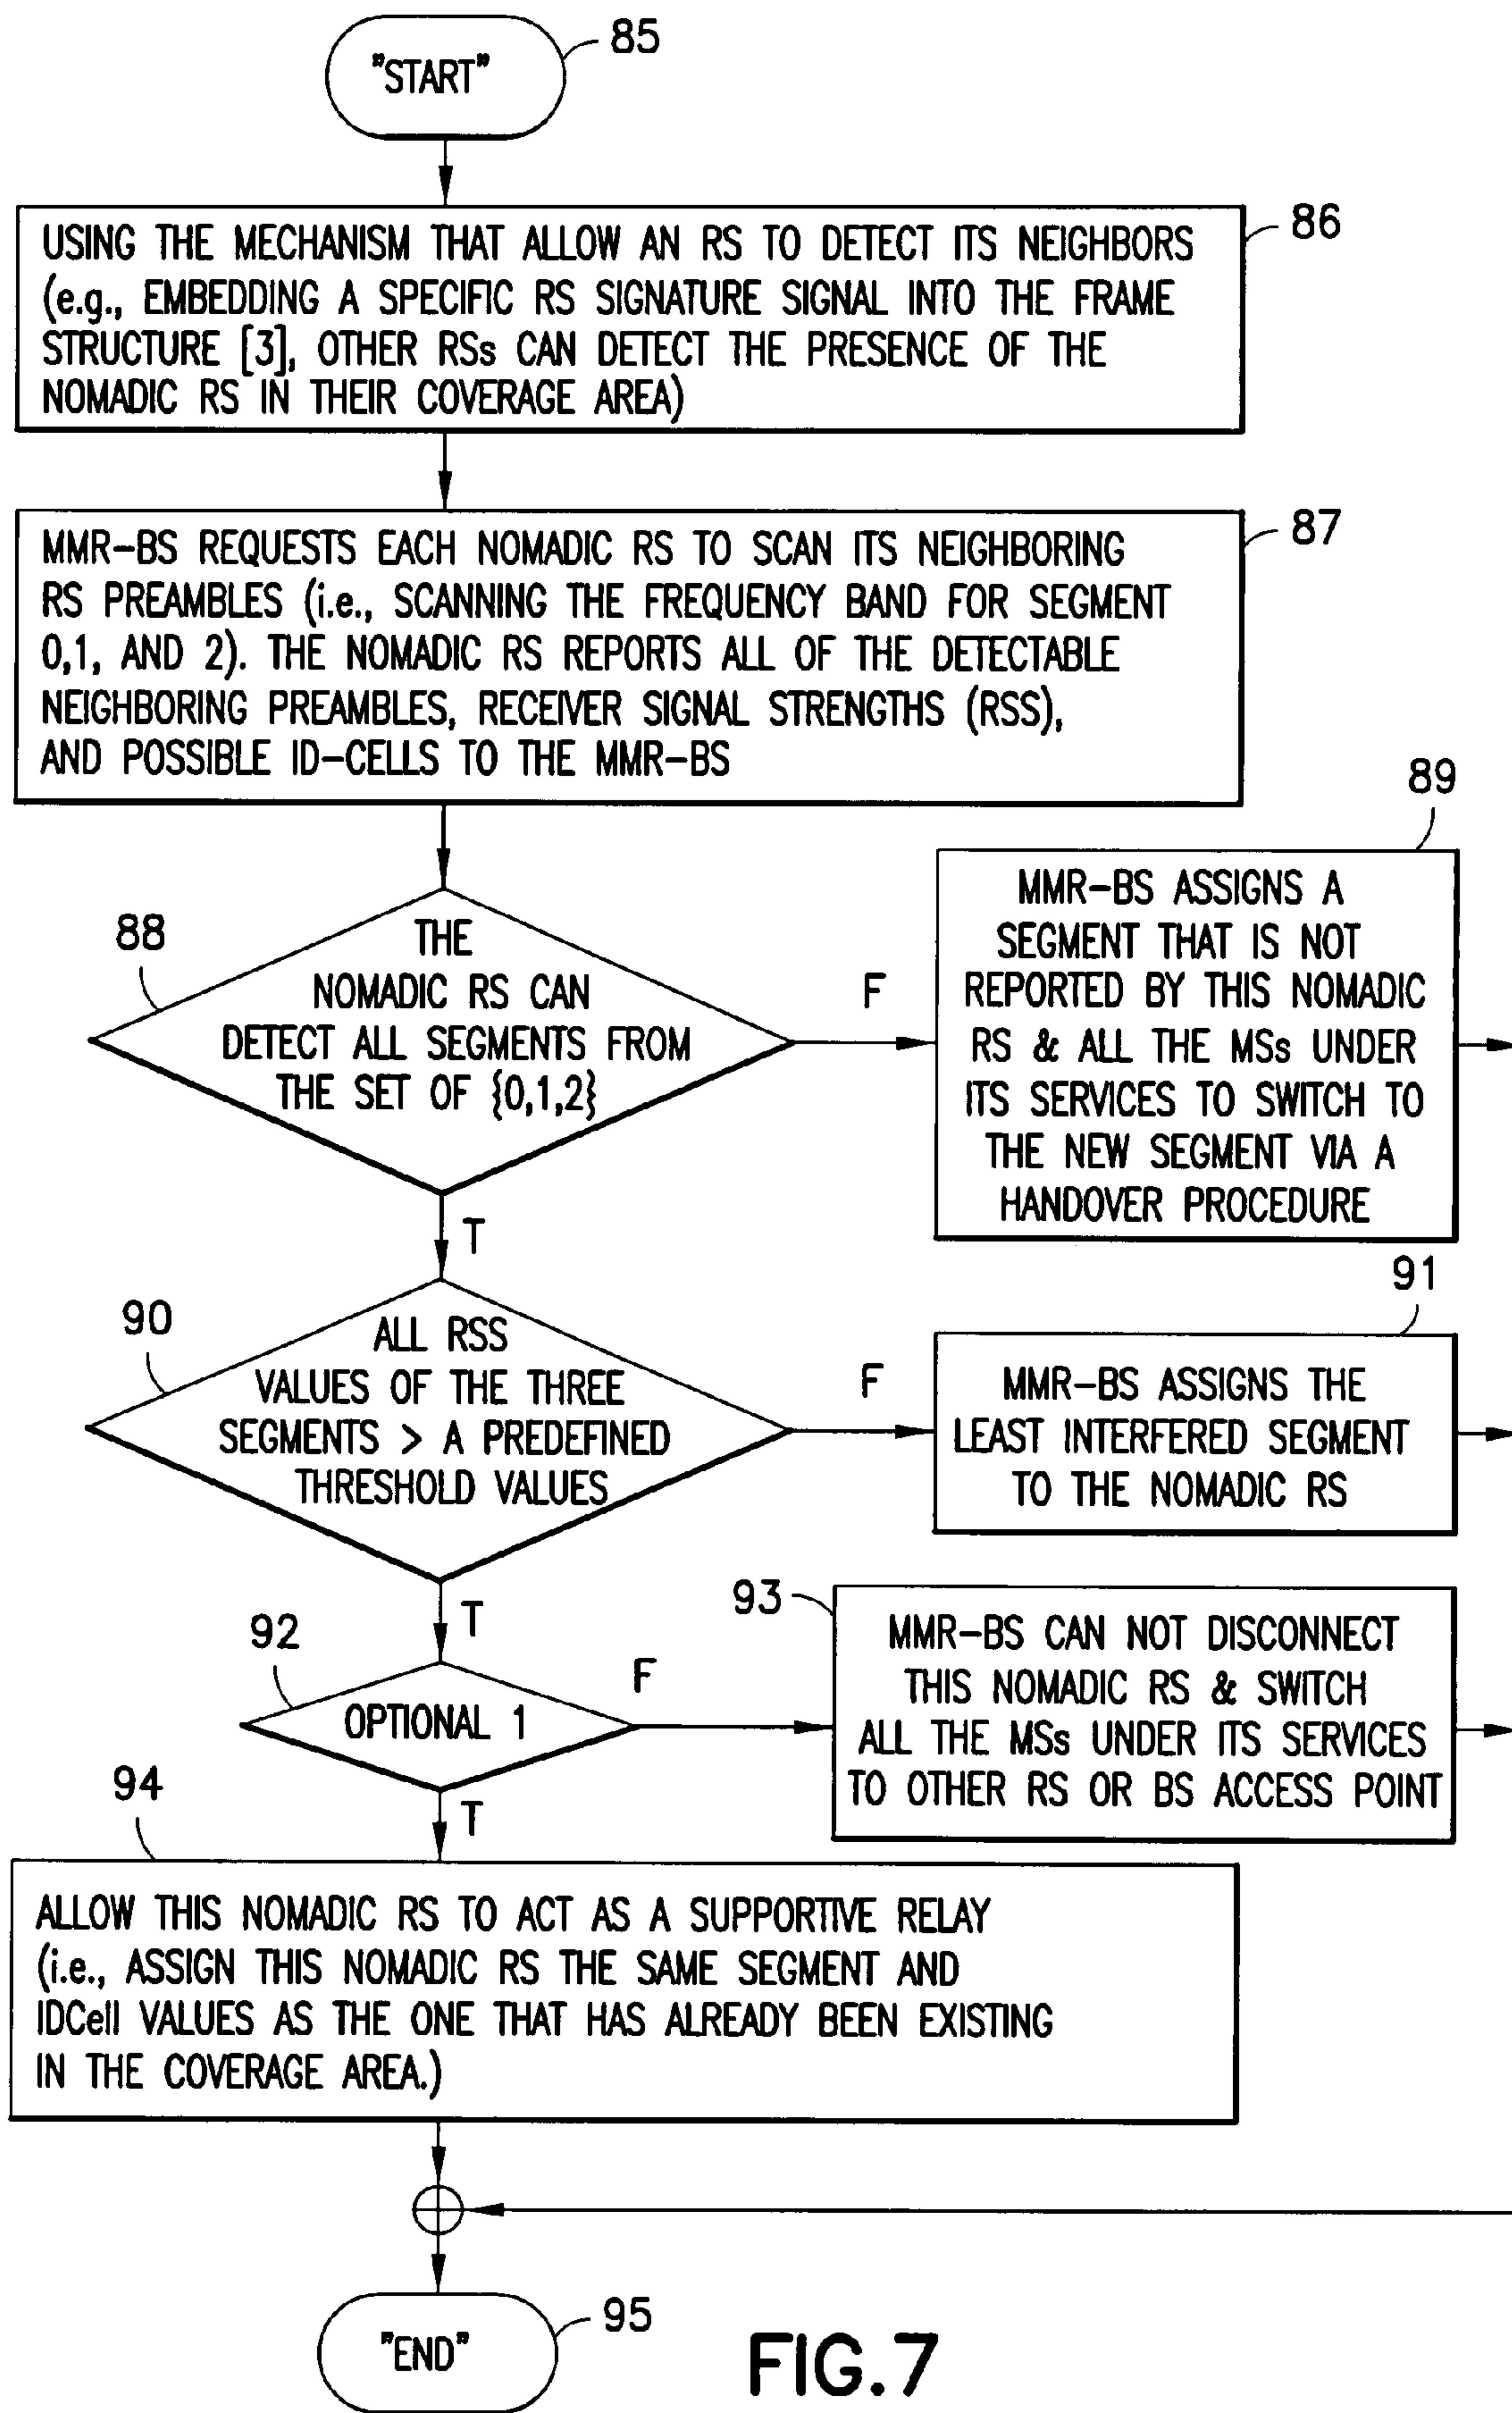 "START"
85
USING THE MECHANISM THAT ALLOW AN RS TO DETECT ITS NEIGHBORS
(e.g., EMBEDDING A SPECIFIC RS SIGNATURE SIGNAL INTO THE FRAME
STRUCTURE [3], OTHER RSs CAN DETECT THE PRESENCE OF THE
NOMADIC RS IN THEIR COVERAGE AREA)
86
MMR-BS REQUESTS EACH NOMADIC RS TO SCAN ITS NEIGHBORING
RS PREAMBLES (i.e., SCANNING THE FREQUENCY BAND FOR SEGMENT
0,1, AND 2). THE NOMADIC RS REPORTS ALL OF THE DETECTABLE
NEIGHBORING PREAMBLES, RECEIVER SIGNAL STRENGTHS (RSS),
AND POSSIBLE ID-CELLS TO THE MMR-BS
87
88
THE
NOMADIC RS CAN
DETECT ALL SEGMENTS FROM
THE SET OF {0,1,2}
F
T
89
MMR-BS ASSIGNS A
SEGMENT THAT IS NOT
REPORTED BY THIS NOMADIC
RS & ALL THE MSs UNDER
ITS SERVICES TO SWITCH TO
THE NEW SEGMENT VIA A
HANDOVER PROCEDURE
90
ALL RSS
VALUES OF THE THREE
SEGMENTS > A PREDEFINED
THRESHOLD VALUES
F
T
91
MMR-BS ASSIGNS THE
LEAST INTERFERED SEGMENT
TO THE NOMADIC RS
92
OPTIONAL 1
F
T
93
MMR-BS CAN NOT DISCONNECT
THIS NOMADIC RS & SWITCH
ALL THE MSs UNDER ITS SERVICES
TO OTHER RS OR BS ACCESS POINT
94
ALLOW THIS NOMADIC RS TO ACT AS A SUPPORTIVE RELAY
(i.e., ASSIGN THIS NOMADIC RS THE SAME SEGMENT AND
IDCell VALUES AS THE ONE THAT HAS ALREADY BEEN EXISTING
IN THE COVERAGE AREA.)
"END"
95
FIG.7